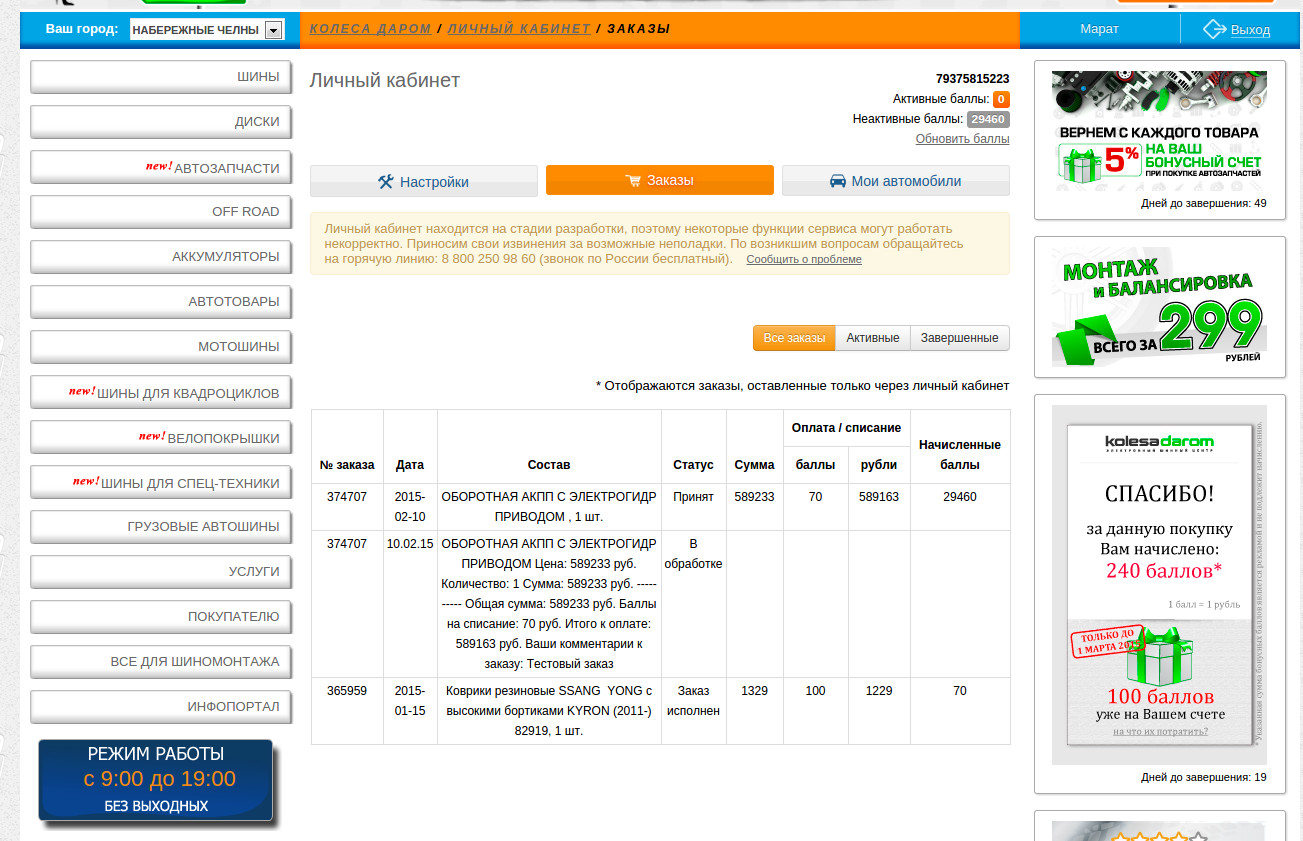 Ваш город:
НАБЕРЕЖНЫЕ ЧЕЛНЫ
КОЛЕСА ДАРОМ / ЛИЧНЫЙ КАБИНЕТ / ЗАКАЗЫ
Марат
Выход
ШИНЫ
ДИСКИ
new! АВТОЗАПЧАСТИ
OFF ROAD
АККУМУЛЯТОРЫ
АВТОТОВАРЫ
МОТОШИНЫ
new! ШИНЫ ДЛЯ КВАДРОЦИКЛОВ
new! ВЕЛОПОКРЫШКИ
new! ШИНЫ ДЛЯ СПЕЦ-ТЕХНИКИ
ГРУЗОВЫЕ АВТОШИНЫ
УСЛУГИ
ПОКУПАТЕЛЮ
ВСЕ ДЛЯ ШИНОМОНТАЖА
ИНФОПОРТАЛ
РЕЖИМ РАБОТЫ
с 9:00 до 19:00
БЕЗ ВЫХОДНЫХ
Личный кабинет
79375815223
Активные баллы: 0
Неактивные баллы: 29460
Обновить баллы
Настройки
Заказы
Мои автомобили
Личный кабинет находится на стадии разработки, поэтому некоторые функции сервиса могут работать
некорректно. Приносим свои извинения за возможные неполадки. По возникшим вопросам обращайтесь
на горячую линию: 8 800 250 98 60 (звонок по России бесплатный). Сообщить о проблеме
Все заказы
Активные
Завершенные
* Отображаются заказы, оставленные только через личный кабинет
№ заказа
Дата
Состав
Статус
Сумма
Оплата / списание
баллы
рубли
Начисленные
баллы
374707
2015-
02-10
ОБОРОТНАЯ АКПП С ЭЛЕКТРОГИДР
ПРИВОДОМ , 1 шт.
Принят
589233
70
589163
29460
374707
10.02.15
ОБОРОТНАЯ АКПП С ЭЛЕКТРОГИДР
ПРИВОДОМ Цена: 589233 руб.
Количество: 1 Сумма: 589233 руб. -----
----- Общая сумма: 589233 руб. Баллы
на списание: 70 руб. Итого к оплате:
589163 руб. Ваши комментарии к
заказу: Тестовый заказ
В
обработке
365959
2015-
01-15
Коврики резиновые SSANG YONG с
высокими бортиками KYRON (2011-)
82919, 1 шт.
Заказ
исполнен
1329
100
1229
70
ВЕРНЕМ С КАЖДОГО ТОВАРА
5%
НА ВАШ
БОНУСНЫЙ СЧЕТ
ПРИ ПОКУПКЕ АВТОЗАПЧАСТЕЙ
Дней до завершения: 49
МОНТАЖ
и БАЛАНСИРОВКА
ВСЕГО ЗА 299
РУБЛЕЙ
kolesadarom
ЭЛЕКТРОННЫЙ ШИННЫЙ ЦЕНТР
СПАСИБО!
за данную покупку
Вам начислено:
240 баллов*
1 балл = 1 рубль
ТОЛЬКО ДО
1 МАРТА
100 баллов
уже на Вашем счете
на что их потратить?
* Указанная сумма бонусных баллов является рекламой и не подлежит начислению.
Дней до завершения: 19